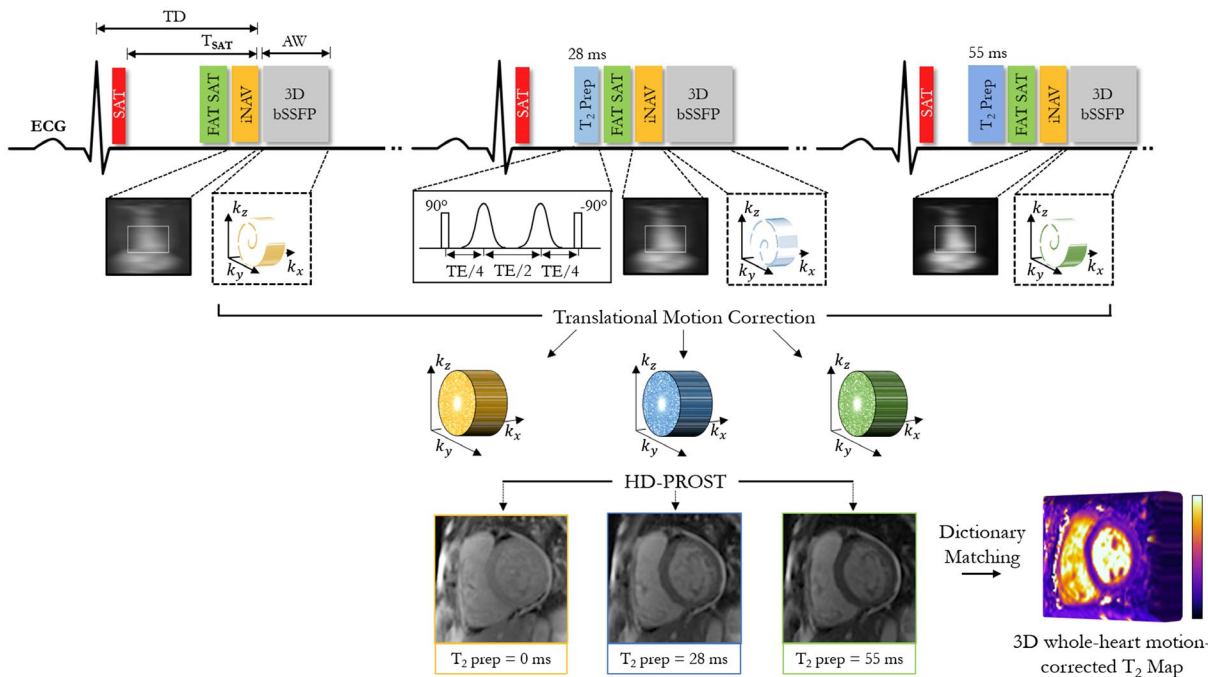 TD
T_SAT
AW
28 ms
55 ms
ECG
SAT
FAT SAT
iNAV
3D
bSSFP
SAT
T₂ Prep
FAT SAT
iNAV
3D
bSSFP
SAT
T₂ Prep
FAT SAT
iNAV
3D
bSSFP
k_z
k_y
k_x
90°
-90°
TE/4
TE/2
TE/4
k_z
k_y
k_x
k_z
k_y
k_x
Translational Motion Correction
k_z
k_x
k_y
k_z
k_x
k_y
k_z
k_x
k_y
HD-PROST
T₂ prep = 0 ms
T₂ prep = 28 ms
T₂ prep = 55 ms
Dictionary
Matching
3D whole-heart motion-
corrected T₂ Map